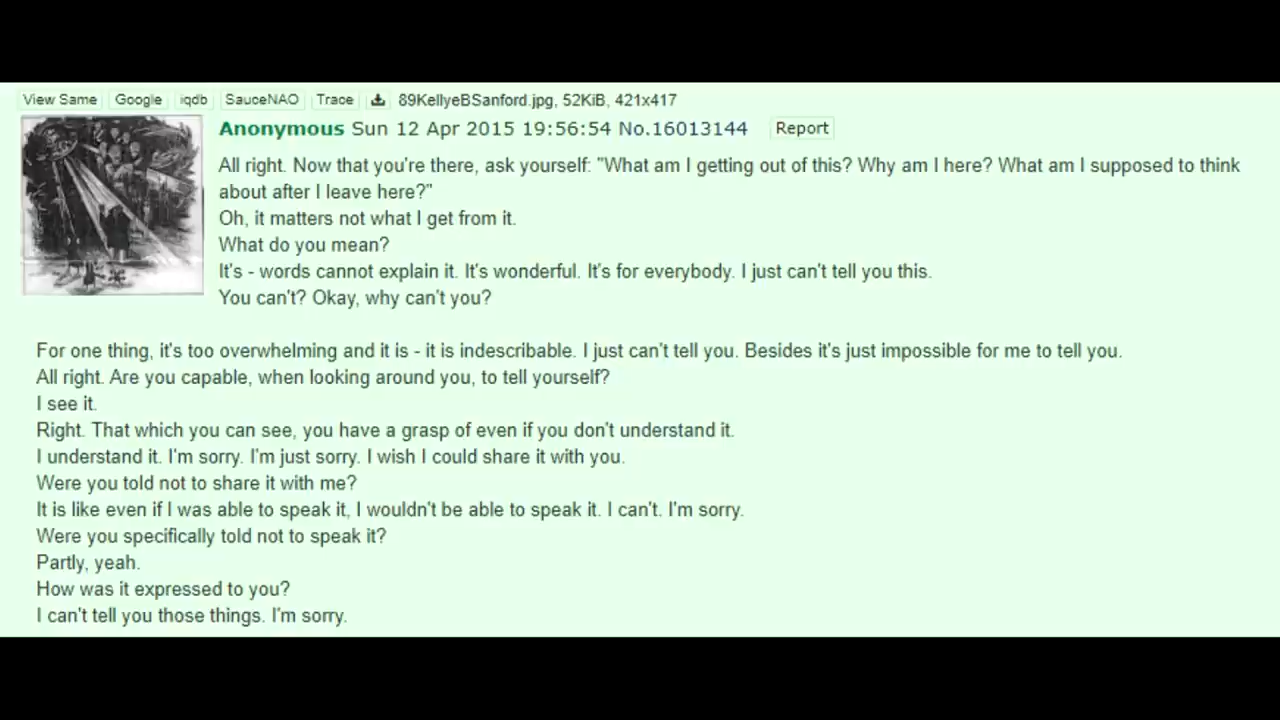 View Same Google iqdb SauceNAO Trace 89KellyeBSanford.jpg, 52KiB, 421x417
Anonymous Sun 12 Apr 2015 19:56:54 No.16013144 Report
All right. Now that you're there, ask yourself: "What am I getting out of this? Why am I here? What am I supposed to think
about after I leave here?"
Oh, it matters not what I get from it.
What do you mean?
It's - words cannot explain it. It's wonderful. It's for everybody. I just can't tell you this.
You can't? Okay, why can't you?
For one thing, it's too overwhelming and it is - it is indescribable. I just can't tell you. Besides it's just impossible for me to tell you.
All right. Are you capable, when looking around you, to tell yourself?
I see it.
Right. That which you can see, you have a grasp of even if you don't understand it.
I understand it. I'm sorry. I'm just sorry. I wish I could share it with you.
Were you told not to share it with me?
It is like even if I was able to speak it, I wouldn't be able to speak it. I can't. I'm sorry.
Were you specifically told not to speak it?
Partly, yeah.
How was it expressed to you?
I can't tell you those things. I'm sorry.